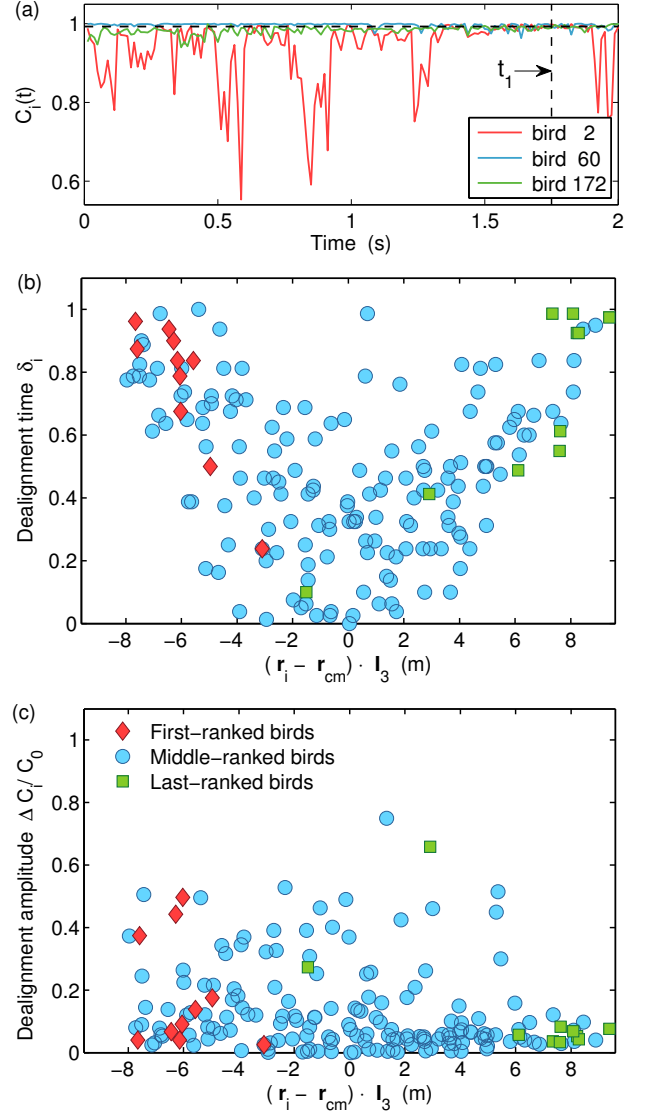 (a)
1
0.8
0.6
C_i(t)
t_1
bird 2
bird 60
bird 172
0 0.5 1 1.5 2
Time (s)
(b)
1
0.8
0.6
0.4
0.2
0
Dealignment time δ_i
−8 −6 −4 −2 0 2 4 6 8
( r_i − r_cm) · I_3 (m)
(c)
1
0.8
0.6
0.4
0.2
0
Dealignment amplitude Δ C_i / C_0
First−ranked birds
Middle−ranked birds
Last−ranked birds
−8 −6 −4 −2 0 2 4 6 8
( r_i − r_cm) · I_3 (m)